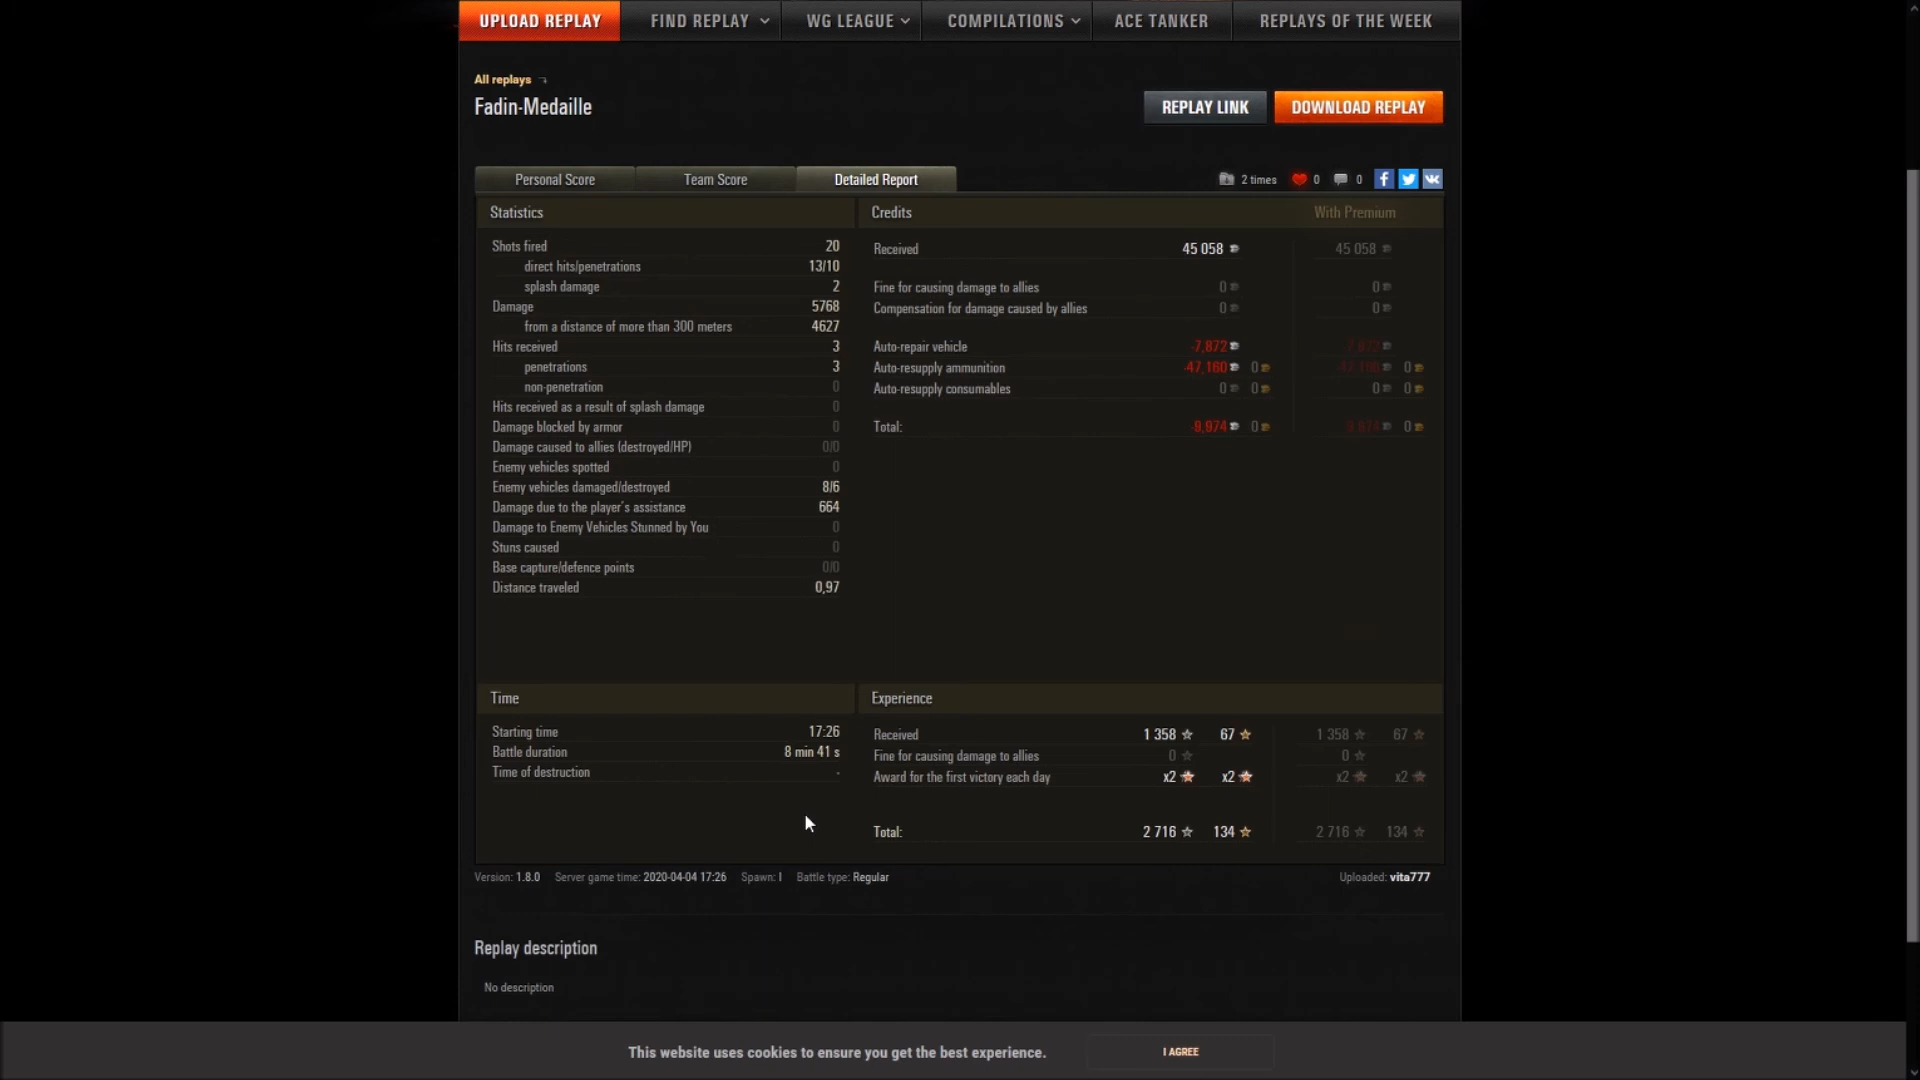 UPLOAD REPLAY FIND REPLAY WG LEAGUE COMPILATIONS ACE TANKER REPLAYS OF THE WEEK
All replays
Fadin-Medaille
REPLAY LINK DOWNLOAD REPLAY
Personal Score Team Score Detailed Report 2 times 0 0
Statistics Credits With Premium
Shots fired 20
Received 45 058 45 058
direct hits/penetrations 13/10
splash damage 2
Fine for causing damage to allies 0 0
Damage 5768
Compensation for damage caused by allies 0 0
from a distance of more than 300 meters 4627
Hits received 3
Auto-repair vehicle -7,872 -7,872
penetrations 3
Auto-resupply ammunition -47,160 0 -47,160 0
non-penetration 0
Auto-resupply consumables 0 0 0 0
Hits received as a result of splash damage 0
Damage blocked by armor 0
Total: -9,974 0 -9,974 0
Damage caused to allies (destroyed/HP) 0/0
Enemy vehicles spotted 0
Enemy vehicles damaged/destroyed 8/6
Damage due to the player's assistance 664
Damage to Enemy Vehicles Stunned by You 0
Stuns caused 0
Base capture/defence points 0/0
Distance traveled 0,97
Time Experience
Starting time 17:26
Received 1 358 67 1 358 67
Battle duration 8 min 41 s
Fine for causing damage to allies 0 0
Time of destruction -
Award for the first victory each day x2 x2 x2 x2
Total: 2 716 134 2 716 134
Version: 1.8.0 Server game time: 2020-04-04 17:26 Spawn: I Battle type: Regular Uploaded: vita777
Replay description
No description
This website uses cookies to ensure you get the best experience. I AGREE